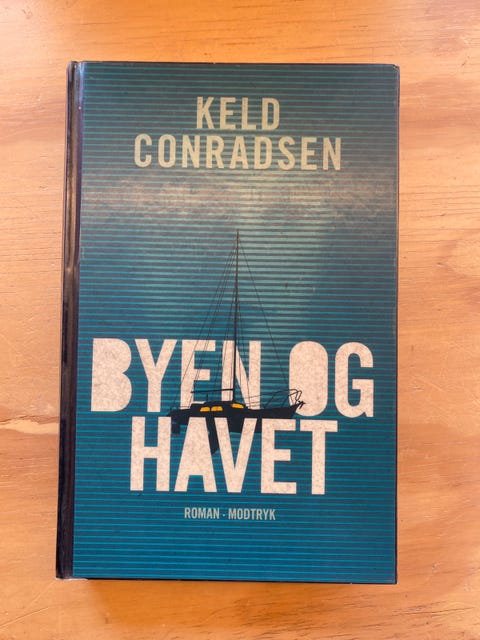 KELD
CONRADSEN
BYEN OG
HAVET
ROMAN - MODTRYK